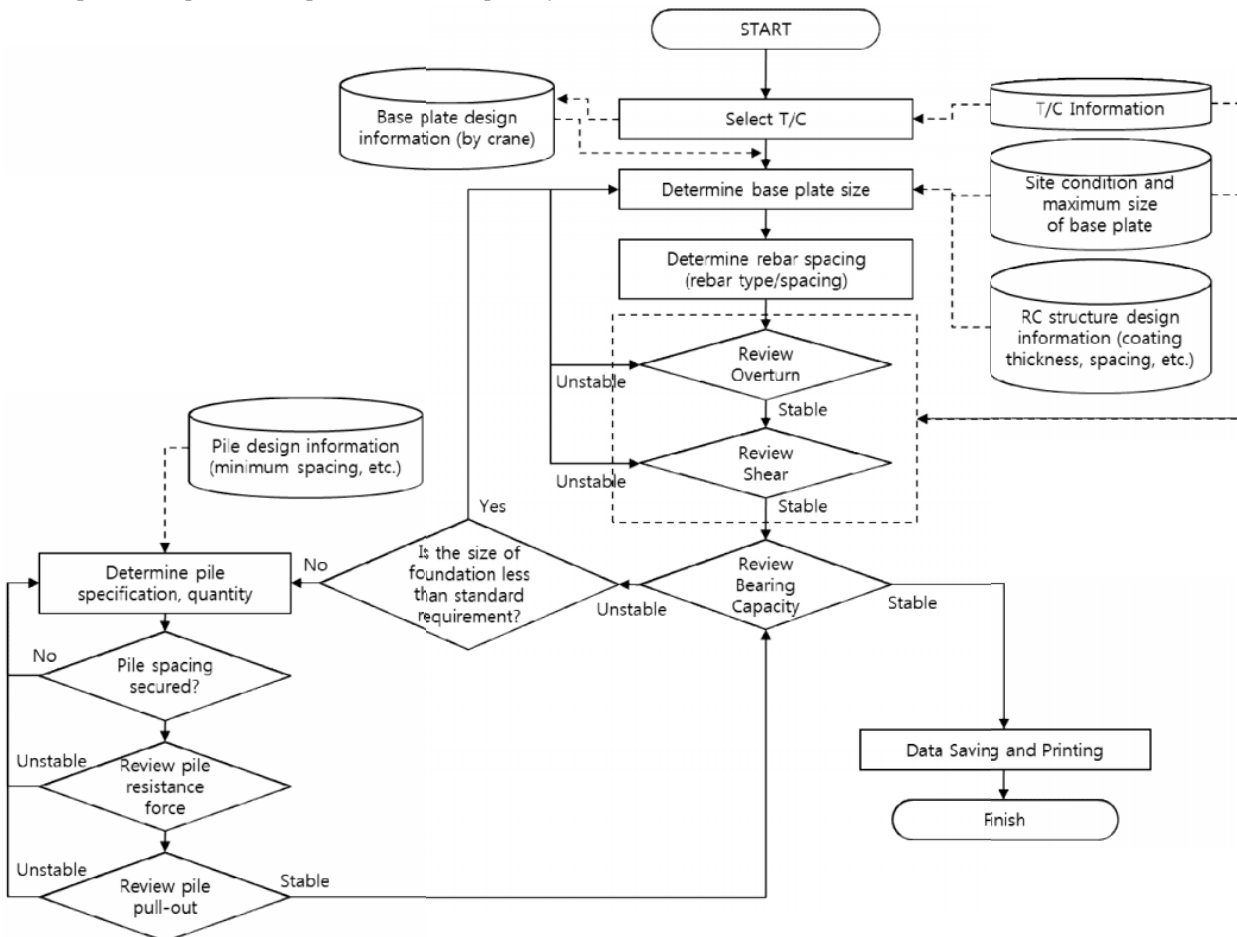 START
Base plate design
information (by crane)
Select T/C
T/C Information
Determine base plate size
Site condition and
maximum size
of base plate
Determine rebar spacing
(rebar type/spacing)
RC structure design
information (coating
thickness, spacing, etc.)
Review
Overturn
Unstable
Stable
Pile design information
(minimum spacing, etc.)
Review
Shear
Unstable
Stable
Yes
Is the size of
foundation less
than standard
requirement?
No
Determine pile
specification, quantity
Review
Bearing
Capacity
Unstable
Stable
No
Pile spacing
secured?
Unstable
Review pile
resistance
force
Data Saving and Printing
Finish
Unstable
Review pile
pull-out
Stable